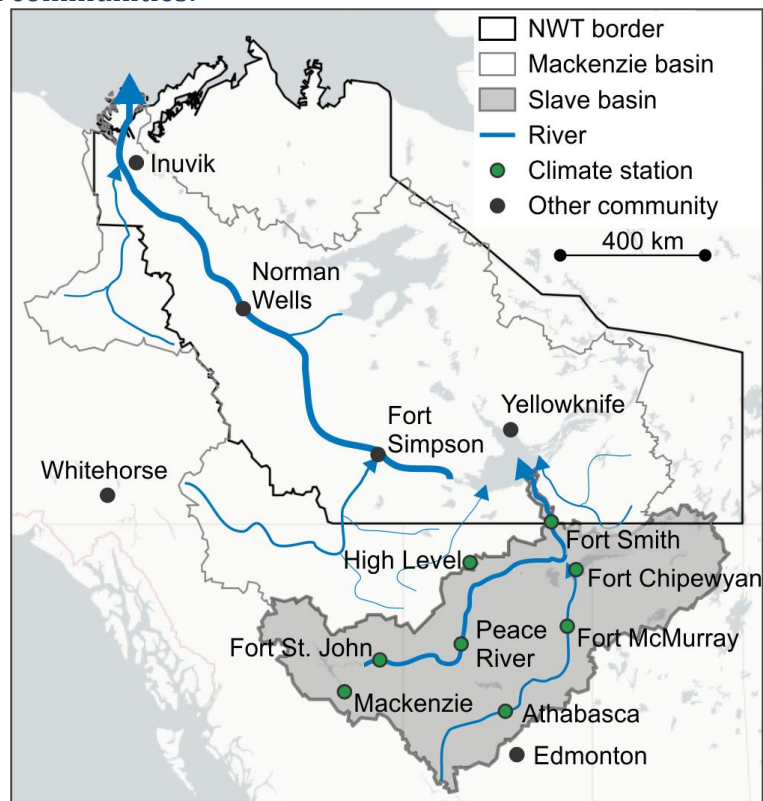 communities.
NWT border
Mackenzie basin
Slave basin
River
Climate station
Other community
400 km
Inuvik
Norman
Wells
Yellowknife
Fort
Simpson
Whitehorse
Fort Smith
High Level
Fort Chipewyan
Fort McMurray
Peace
River
Fort St. John
Mackenzie
Athabasca
Edmonton